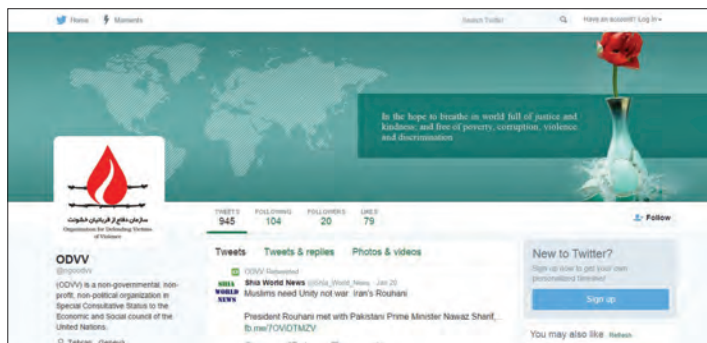 Home Moments Search Twitter Have an account? Log in
In the hope to breathe in world full of justice and
kindness; and free of poverty, corruption, violence
and discrimination
سازمان دفاع از قربانیان خشونت
Organization for Defending Victims
of Violence
TWEETS FOLLOWING FOLLOWERS LIKES
945 104 20 79
Follow
ODVV
@ngoodvv
(ODVV) is a non-governmental, non-
profit, non-political organization in
Special Consultative Status to the
Economic and Social council of the
United Nations.
Tehran Geneva
Tweets Tweets & replies Photos & videos
ODVV Retweeted
SHIA
WORLD
NEWS
Shia World News @Shia_World_News · Jan 20
Muslims need Unity not war Iran's Rouhani
President Rouhani met with Pakistani Prime Minister Nawaz Sharif,...
fb.me/7OViDTMZV
New to Twitter?
Sign up now to get your own
personalized timeline!
Sign up
You may also like Refresh